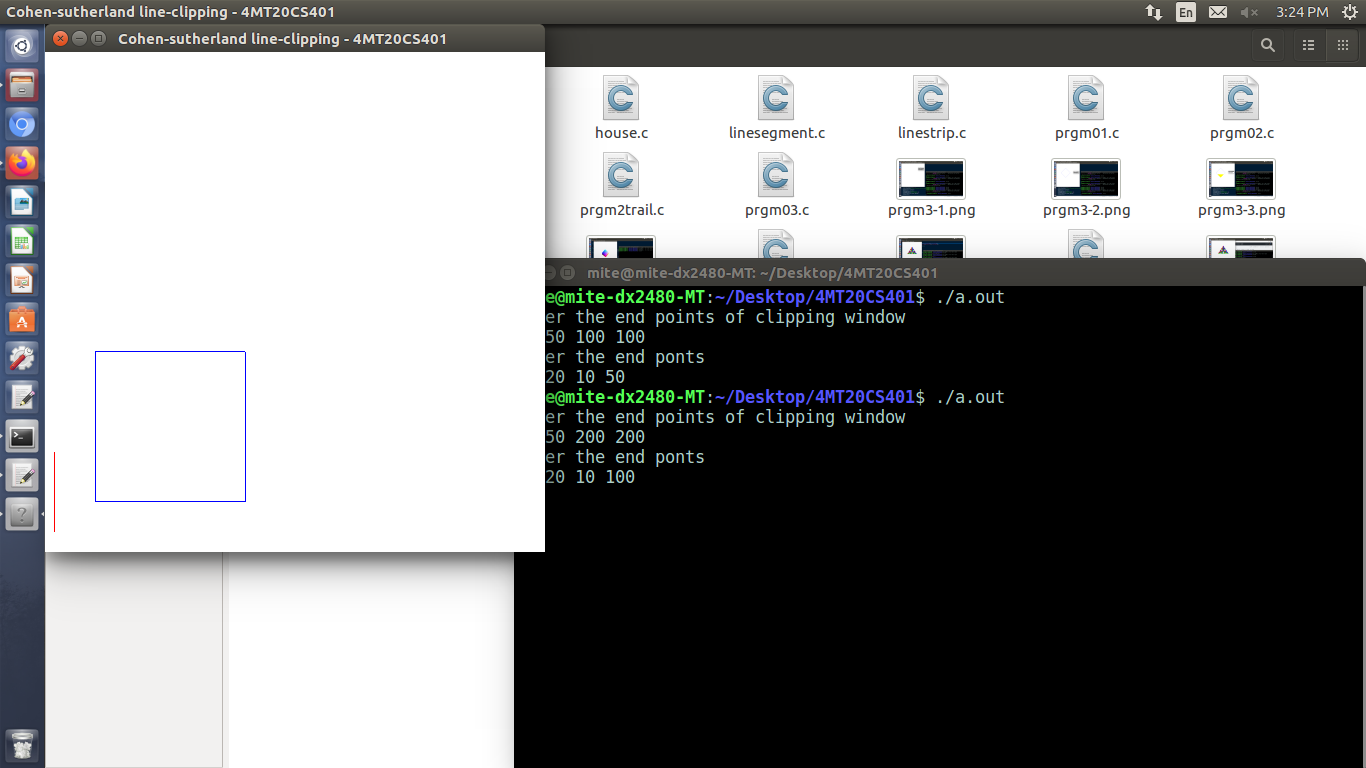 Cohen-sutherland line-clipping - 4MT20CS401
En
3:24 PM
Cohen-sutherland line-clipping - 4MT20CS401
house.c
linesegment.c
linestrip.c
prgm01.c
prgm02.c
prgm2trail.c
prgm03.c
prgm3-1.png
prgm3-2.png
prgm3-3.png
mite@mite-dx2480-MT: ~/Desktop/4MT20CS401
e@mite-dx2480-MT:~/Desktop/4MT20CS401$ ./a.out
er the end points of clipping window
50 100 100
er the end ponts
20 10 50
e@mite-dx2480-MT:~/Desktop/4MT20CS401$ ./a.out
er the end points of clipping window
50 200 200
er the end ponts
20 10 100